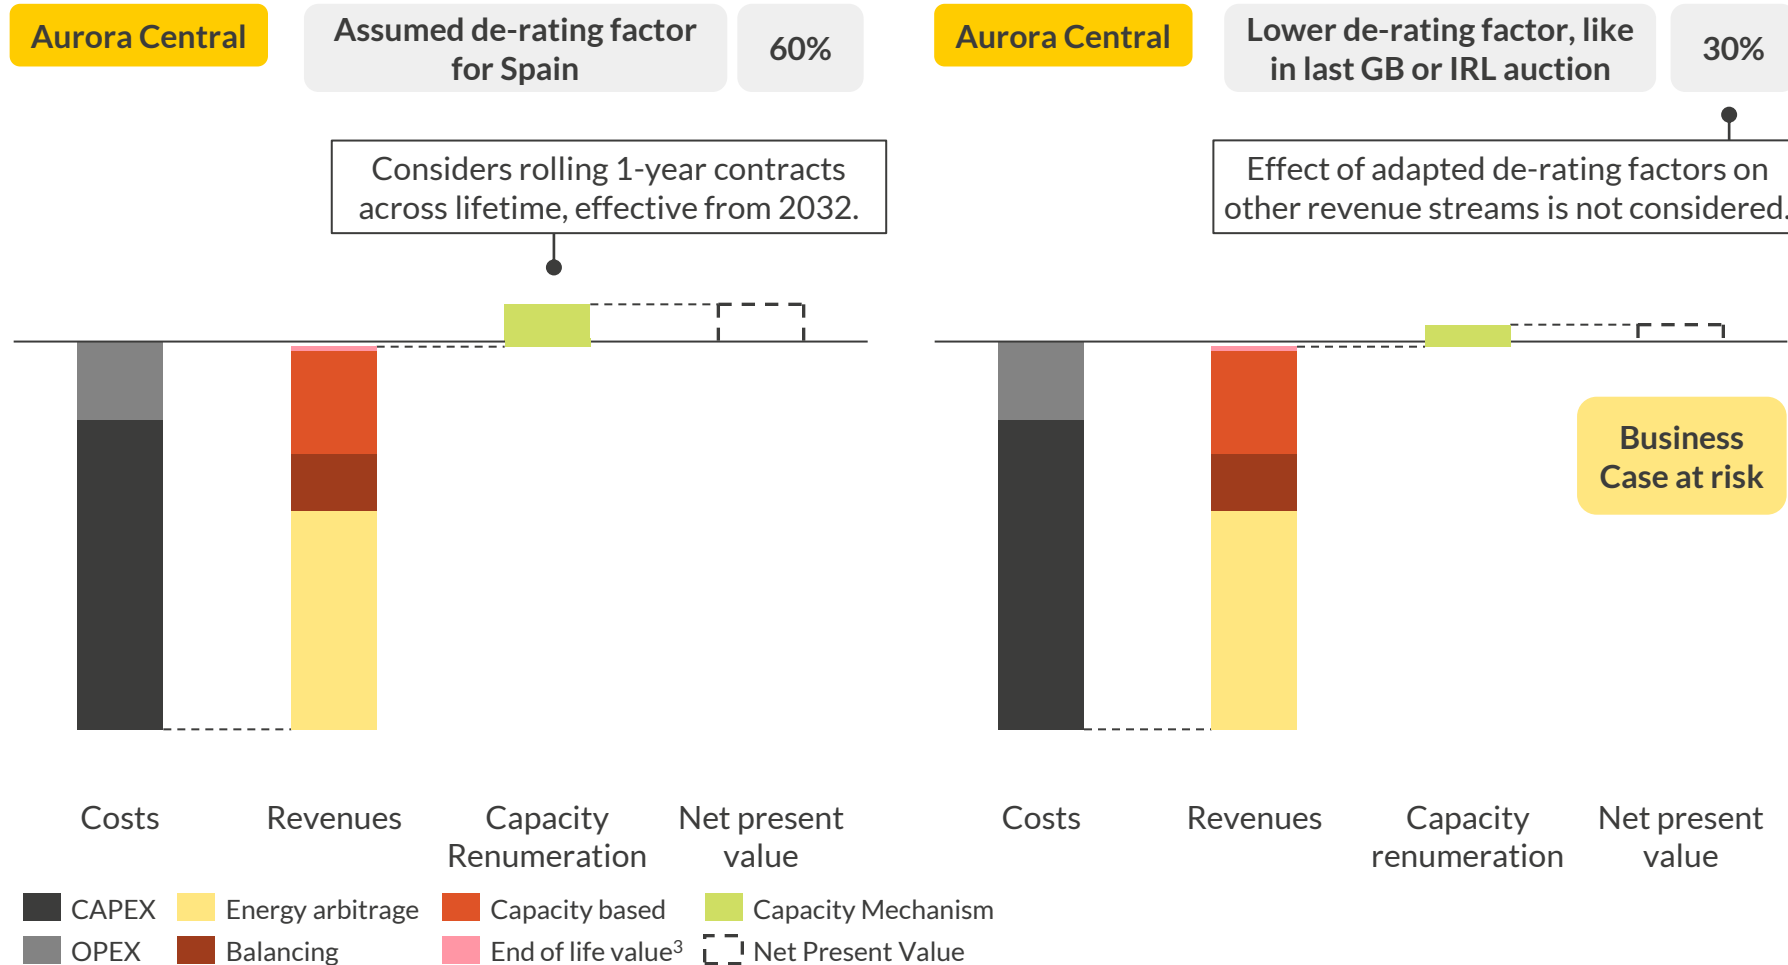 Aurora Central
Assumed de-rating factor
for Spain
60%
Considers rolling 1-year contracts
across lifetime, effective from 2032.
Costs
Revenues
Capacity
Renumeration
Net present
value
Aurora Central
Lower de-rating factor, like
in last GB or IRL auction
30%
Effect of adapted de-rating factors on
other revenue streams is not considered.
Business
Case at risk
Costs
Revenues
Capacity
renumeration
Net present
value
CAPEX
Energy arbitrage
Capacity based
Capacity Mechanism
OPEX
Balancing
End of life value³
Net Present Value